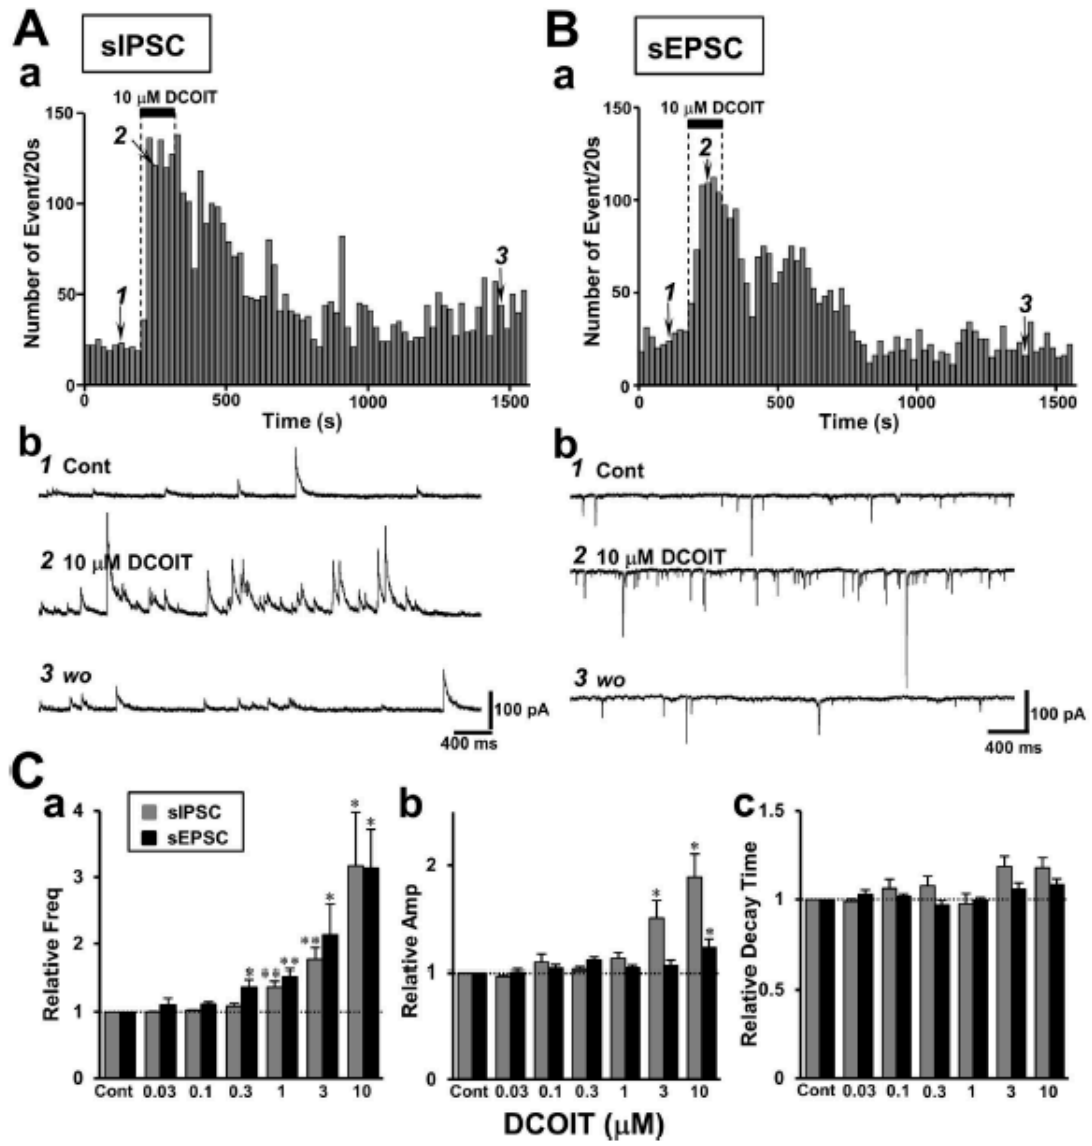 A sIPSC
B sEPSC
a
10 μM DCOIT
150
100
50
0
Number of Event/20s
1
2
3
0 500 1000 1500
Time (s)
a
10 μM DCOIT
150
100
50
0
Number of Event/20s
1
2
3
0 500 1000 1500
Time (s)
b
1 Cont
2 10 μM DCOIT
3 wo
100 pA
400 ms
b
1 Cont
2 10 μM DCOIT
3 wo
100 pA
400 ms
C
a
sIPSC
sEPSC
4
3
2
1
0
Relative Freq
* ** ** ** * * *
Cont 0.03 0.1 0.3 1 3 10
b
2
1
0
Relative Amp
* * *
Cont 0.03 0.1 0.3 1 3 10
c
1.5
1
0.5
0
Relative Decay Time
Cont 0.03 0.1 0.3 1 3 10
DCOIT (μM)